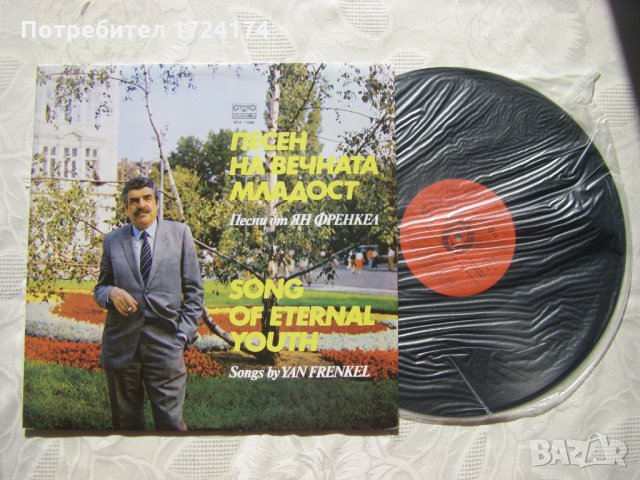 Потребител 1724174
СТЕРЕО
ПЕСЕН
НА ВЕЧНАТА
МЛАДОСТ
Песни от ЯН ФРЕНКЕЛ
SONG
OF ETERNAL
YOUTH
Songs by YAN FRENKEL
BAZAR